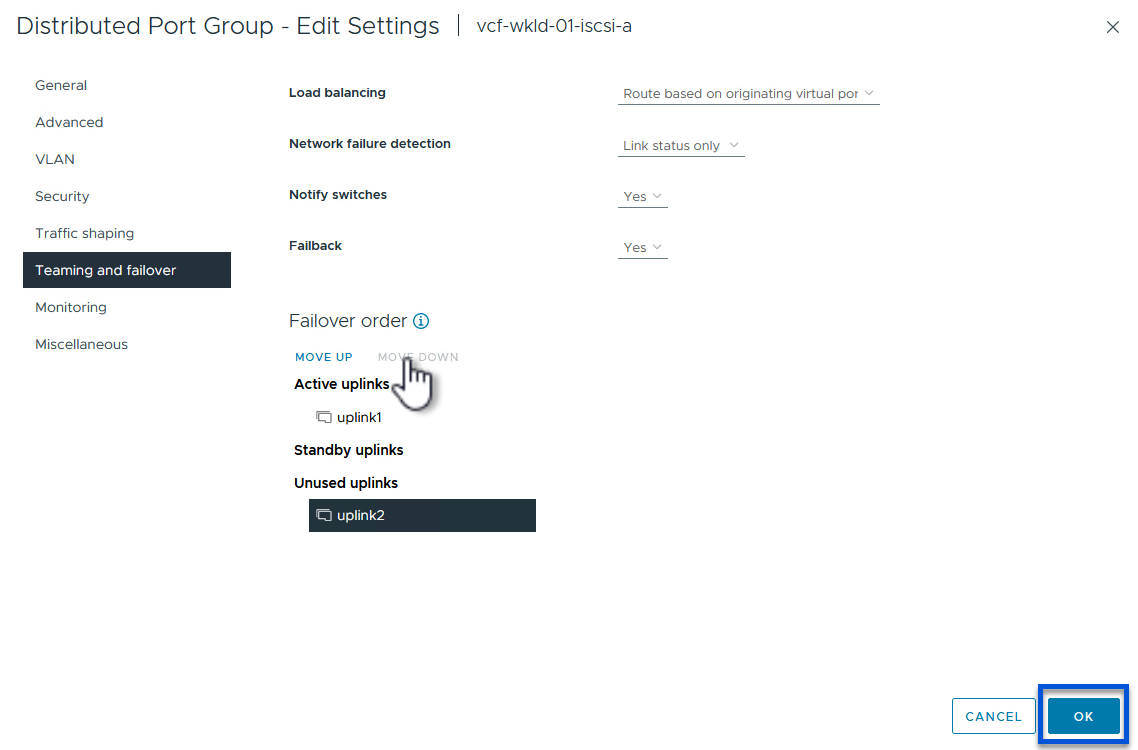 Distributed Port Group - Edit Settings | vcf-wkld-01-iscsi-a
General
Advanced
VLAN
Security
Traffic shaping
Teaming and failover
Monitoring
Miscellaneous
Load balancing Route based on originating virtual por
Network failure detection Link status only
Notify switches Yes
Failback Yes
Failover order
MOVE UP MOVE DOWN
Active uplinks
uplink1
Standby uplinks
Unused uplinks
uplink2
CANCEL OK